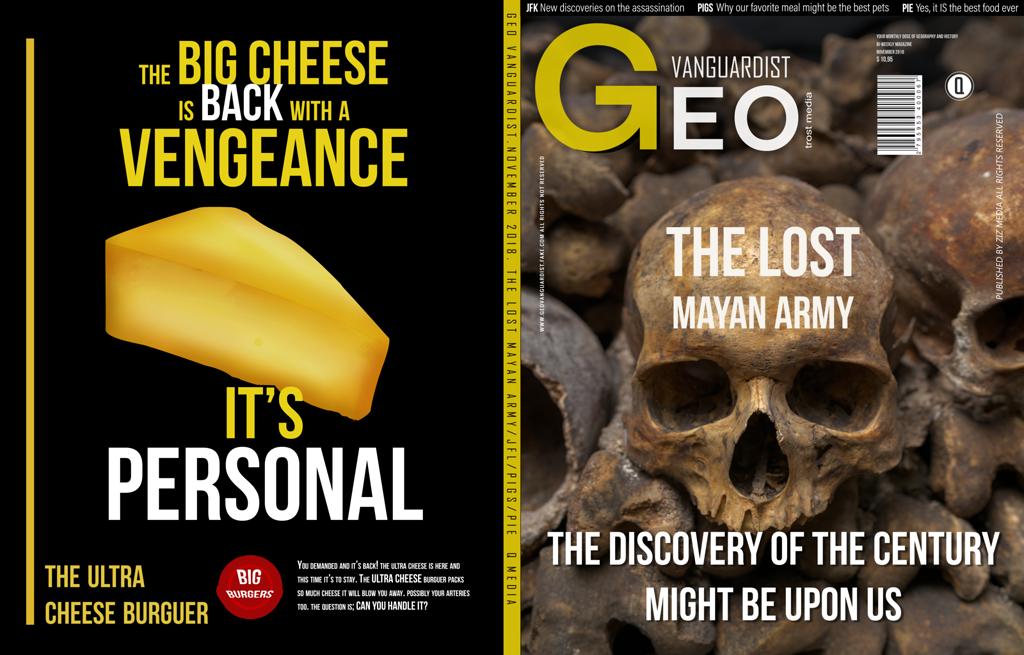 THE BIG CHEESE
IS BACK WITH A
VENGEANCE
IT'S
PERSONAL
THE ULTRA
CHEESE BURGUER
BIG
BURGERS
YOU DEMANDED AND IT'S BACK! THE ULTRA CHEESE IS HERE AND
THIS TIME IT'S TO STAY. THE ULTRA CHEESE BURGUER PACKS
SO MUCH CHEESE IT WILL BLOW YOU AWAY. POSSIBLY YOUR ARTERIES
TOO. THE QUESTION IS; CAN YOU HANDLE IT?
GEO VANGUARDIST.NOVEMBER 2018. THE LOST MAYAN ARMY/JFL/PIGS/PIE Q MEDIA
JFK New discoveries on the assassination PIGS Why our favorite meal might be the best pets PIE Yes, it IS the best food ever
VANGUARDIST
GEO
trost media
YOUR MONTHLY DOSE OF GEOGRAPHY AND HISTORY
BI-WEEKLY MAGAZINE
NOVEMBER 2018
$ 10,95
Q
WWW.GEOVANGUARDIST.FAKE.COM ALL RIGHTS NOT RESERVED
PUBLISHED BY ZIZ MEDIA ALL RIGHTS RESERVED
THE LOST
MAYAN ARMY
THE DISCOVERY OF THE CENTURY
MIGHT BE UPON US